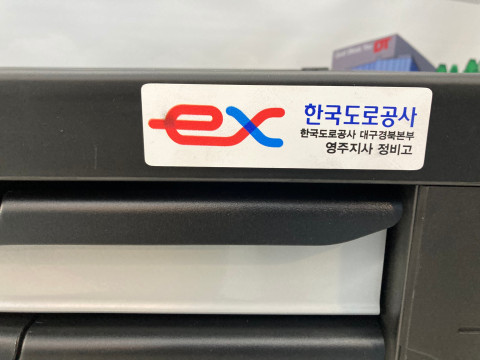 ex
한국도로공사
한국도로공사 대구경북본부
영주지사 정비고
DT